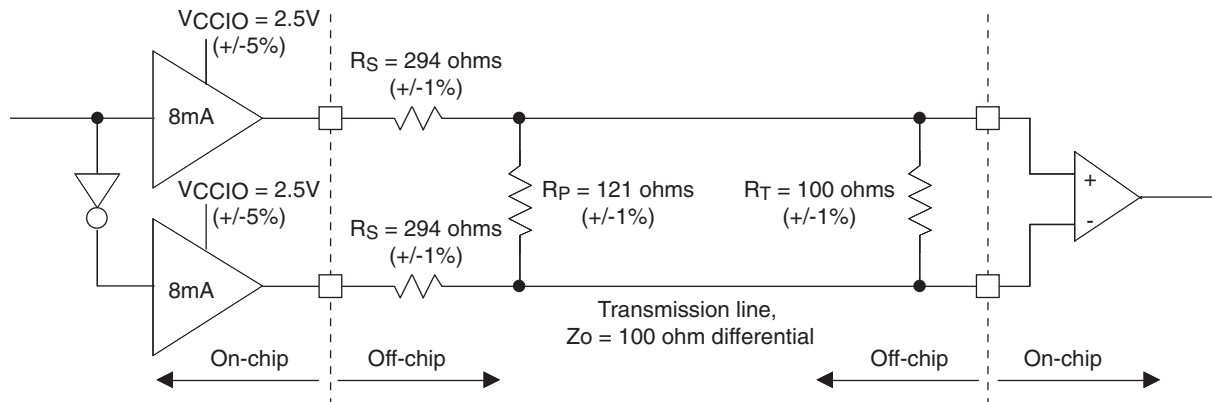 VCCIO = 2.5V
(+/-5%)
8mA
RS = 294 ohms
(+/-1%)
VCCIO = 2.5V
(+/-5%)
8mA
RS = 294 ohms
(+/-1%)
RP = 121 ohms
(+/-1%)
RT = 100 ohms
(+/-1%)
+
-
Transmission line,
Zo = 100 ohm differential
On-chip
Off-chip
Off-chip
On-chip